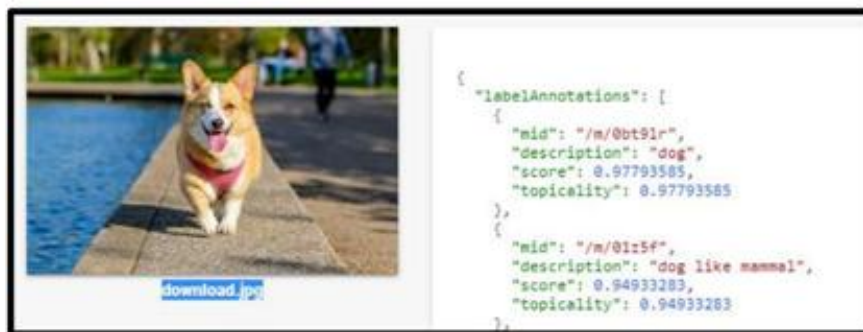 download.jpg
{
"labelAnnotations": [
{
"mid": "/m/0bt91r",
"description": "dog",
"score": 0.97793585,
"topicality": 0.97793585
},
{
"mid": "/m/01z5f",
"description": "dog like mammal",
"score": 0.94933283,
"topicality": 0.94933283
},